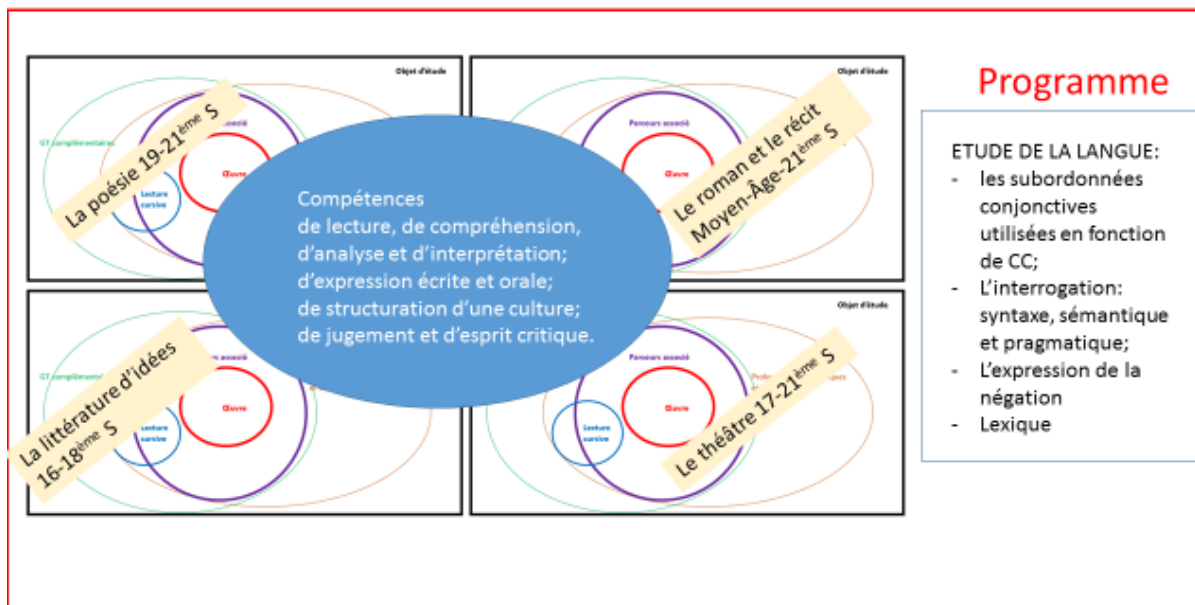 Objet d'étude
La poésie 19-21ème S
associé
GT complémentaires
Œuvre
Lecture
cursive
Objet d'étude
Parcours associé
Œuvre
Le roman et le récit
Moyen-Âge-21ème S
Compétences
de lecture, de compréhension,
d'analyse et d'interprétation;
d'expression écrite et orale;
de structuration d'une culture;
de jugement et d'esprit critique.
La littérature d'idées
16-18ème S
Parcours associé
GT complémentai
Œuvre
Lecture
cursive
Objet d'étude
Parcours associé
Œuvre
Lecture
cursive
Le théâtre 17-21ème S
Programme
ETUDE DE LA LANGUE:
- les subordonnées
conjonctives
utilisées en fonction
de CC;
- L'interrogation:
syntaxe, sémantique
et pragmatique;
- L'expression de la
négation
- Lexique